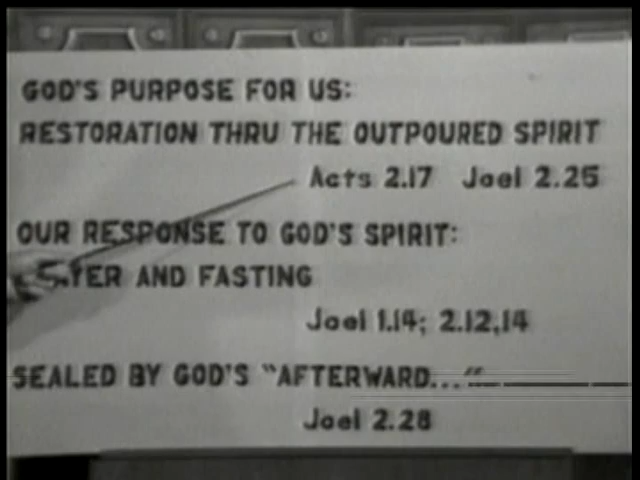 GOD'S PURPOSE FOR US:
RESTORATION THRU THE OUTPOURED SPIRIT
Acts 2.17 Joel 2.25
OUR RESPONSE TO GOD'S SPIRIT:
AND FASTING
Joel 1.14; 2.12,14
SEALED BY GOD'S "AFTERWARD..."
Joel 2.28